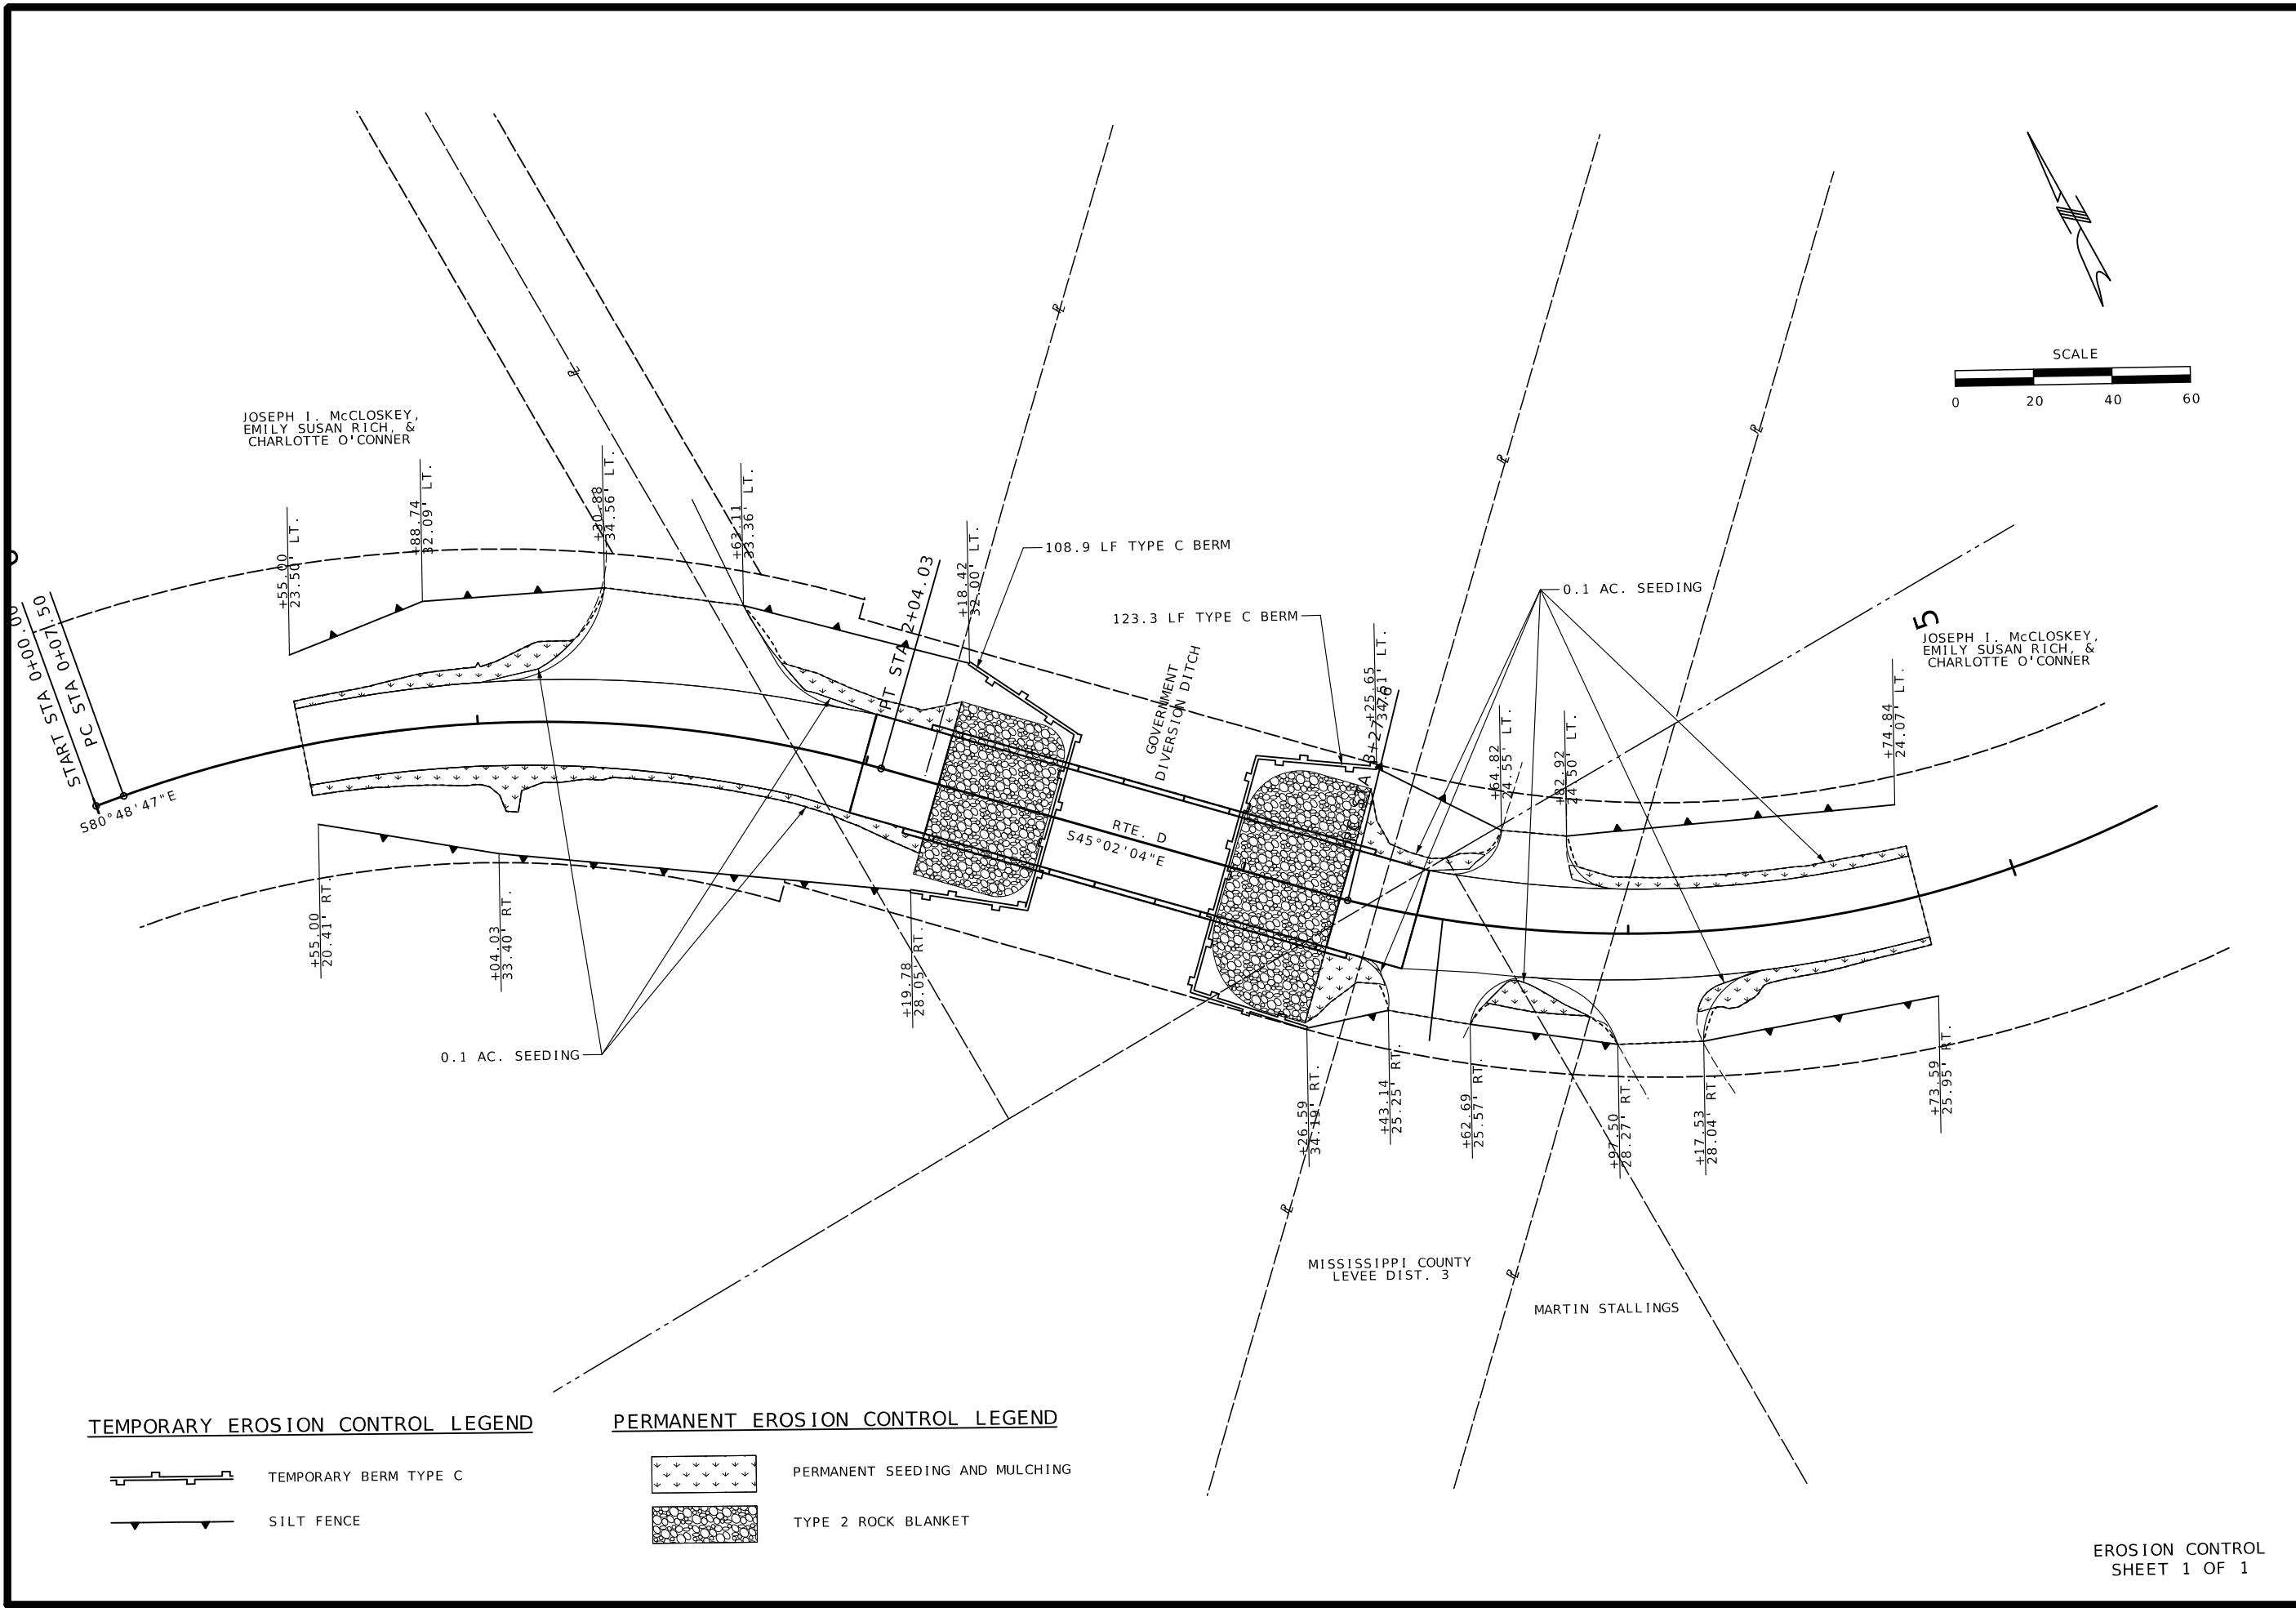 SCALE
0 20 40 60
JOSEPH I. McCLOSKEY,
EMILY SUSAN RICH, &
CHARLOTTE O'CONNER
+55.00
23.50' LT.
+88.74
32.09' LT.
+30.88
34.56' LT.
+63.11
33.36' LT.
+18.42
32.00' LT.
108.9 LF TYPE C BERM
123.3 LF TYPE C BERM
0.1 AC. SEEDING
START STA 0+00.00
PC STA 0+07.50
S80°48'47"E
PT STA 2+04.03
GOVERNMENT
DIVERSION DITCH
+25.65
34.51' LT.
+64.82
24.55' LT.
+82.92
24.50' LT.
+74.84
24.07' LT.
5
JOSEPH I. McCLOSKEY,
EMILY SUSAN RICH, &
CHARLOTTE O'CONNER
RTE. D
S45°02'04"E
+55.00
20.41' RT.
+04.03
33.40' RT.
+19.78
28.05' RT.
0.1 AC. SEEDING
+26.59
34.19' RT.
+43.14
25.25' RT.
+62.69
25.57' RT.
+97.50
28.27' RT.
+17.53
28.04' RT.
+73.59
25.95' RT.
MISSISSIPPI COUNTY
LEVEE DIST. 3
MARTIN STALLINGS
TEMPORARY EROSION CONTROL LEGEND
TEMPORARY BERM TYPE C
SILT FENCE
PERMANENT EROSION CONTROL LEGEND
PERMANENT SEEDING AND MULCHING
TYPE 2 ROCK BLANKET
EROSION CONTROL
SHEET 1 OF 1